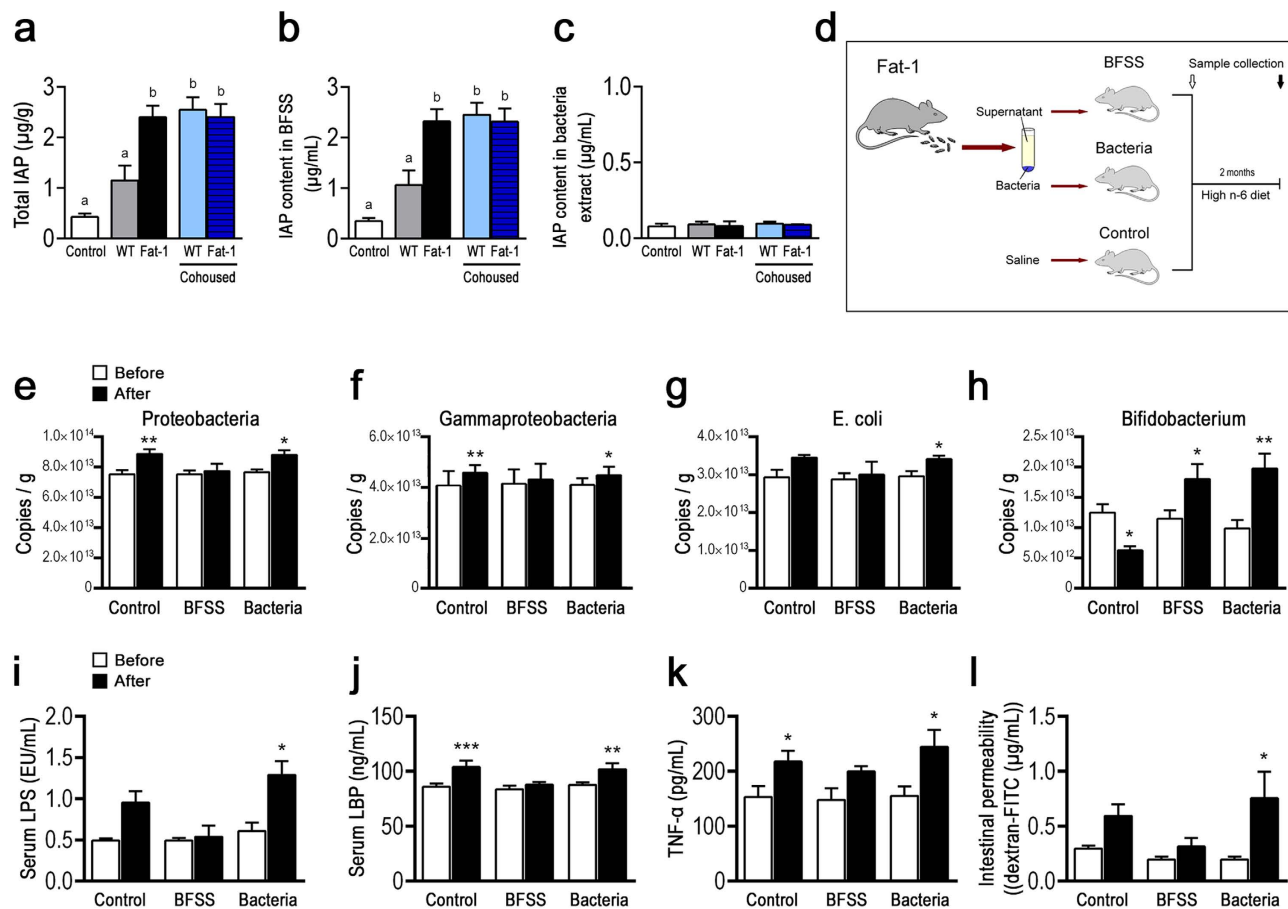 a
Total IAP (µg/g)
3
2
1
0
a
a
b
b
b
Control
WT
Fat-1
WT
Fat-1
Cohoused
b
IAP content in BFSS
(µg/mL)
3
2
1
0
a
a
b
b
b
Control
WT
Fat-1
WT
Fat-1
Cohoused
c
IAP content in bacteria
extract (µg/mL)
1.0
0.5
0.0
Control
WT
Fat-1
WT
Fat-1
Cohoused
d
Fat-1
Supernatant
Bacteria
Saline
BFSS
Bacteria
Control
Sample collection
2 months
High n-6 diet
e
Before
After
Proteobacteria
Copies / g
1.0×10¹⁴
8.0×10¹³
6.0×10¹³
4.0×10¹³
2.0×10¹³
0
**
*
Control
BFSS
Bacteria
f
Gammaproteobacteria
Copies / g
6.0×10¹³
4.0×10¹³
2.0×10¹³
0
**
*
Control
BFSS
Bacteria
g
E. coli
Copies / g
4.0×10¹³
3.0×10¹³
2.0×10¹³
1.0×10¹³
0
*
Control
BFSS
Bacteria
h
Bifidobacterium
Copies / g
2.5×10¹³
2.0×10¹³
1.5×10¹³
1.0×10¹³
5.0×10¹²
0
*
*
**
Control
BFSS
Bacteria
i
Before
After
Serum LPS (EU/mL)
2.0
1.5
1.0
0.5
0.0
*
Control
BFSS
Bacteria
j
Serum LBP (ng/mL)
150
100
50
0
***
**
Control
BFSS
Bacteria
k
TNF-α (pg/mL)
300
200
100
0
*
*
Control
BFSS
Bacteria
l
Intestinal permeability
((dextran-FITC (µg/mL))
1.5
1.0
0.5
0.0
*
Control
BFSS
Bacteria